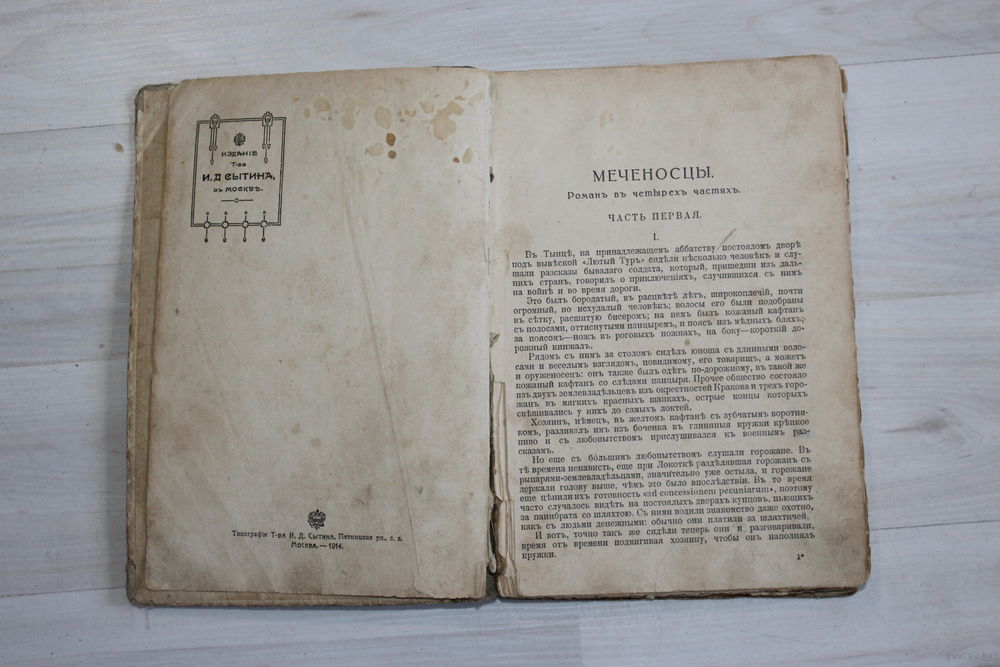 ИЗДАНІЕ
Т-ва
И. Д. СЫТИНА,
ВЪ МОСКВѢ.
Типографія Т-ва И. Д. Сытина, Пятницкая ул., с. д.
Москва.—1914.
МЕЧЕНОСЦЫ.
Романъ въ четырехъ частяхъ.
ЧАСТЬ ПЕРВАЯ.
I.
Въ Тынцѣ, на принадлежащемъ аббатству постояломъ дворѣ
подъ вывѣской «Лютый Туръ» сидѣли нѣсколько человѣкъ и слу-
шали разсказы бывалаго солдата, который, пришедши изъ даль-
нихъ странъ, говорилъ о приключеніяхъ, случившихся съ нимъ
на войнѣ и во время дороги.
Это былъ бородатый, въ расцвѣтѣ лѣтъ, широкоплечій, почти
огромный, но исхудалый человѣкъ; волосы его были подобраны
въ сѣтку, расшитую бисеромъ; на немъ былъ кожаный кафтанъ
съ полосами, оттиснутыми панцыремъ, и поясъ изъ мѣдныхъ бляхъ;
за поясомъ—ножъ въ роговыхъ ножнахъ, на боку—короткій до-
рожный кинжалъ.
Рядомъ съ нимъ за столомъ сидѣлъ юноша съ длинными воло-
сами и веселымъ взглядомъ, повидимому, его товарищъ, а можетъ
и оруженосецъ: онъ также былъ одѣтъ по-дорожному, въ такой же
кожаный кафтанъ со слѣдами панцыря. Прочее общество состояло
изъ двухъ землевладѣльцевъ изъ окрестностей Кракова и трехъ горо-
жанъ въ мягкихъ красныхъ шапкахъ, острые концы которыхъ
свѣшивались у нихъ до самыхъ локтей.
Хозяинъ, нѣмецъ, въ желтомъ кафтанѣ съ зубчатымъ воротни-
комъ, разливалъ имъ изъ боченка въ глиняныя кружки крѣпкое
пиво и съ любопытствомъ прислушивался къ военнымъ раз-
сказамъ.
Но еще съ бо́льшимъ любопытствомъ слушали горожане. Въ
тѣ времена ненависть, еще при Локоткѣ раздѣлявшая горожанъ съ
рыцарями-землевладѣльцами, значительно уже остыла, и горожане
держали голову выше, чѣмъ это было впослѣдствіи. Въ то время
еще цѣнили ихъ готовность «ad concessionem pecuniarum», поэтому
часто случалось видѣть на постоялыхъ дворахъ купцовъ, пьющихъ
за панибрата со шляхтою. Съ ними водили знакомство даже охотно,
какъ съ людьми денежными: обычно они платили за шляхтичей.
И вотъ, точно такъ же сидѣли теперь они и разговаривали,
время отъ времени подмигивая хозяину, чтобы онъ наполнялъ
кружки.
1*
www.ay.by